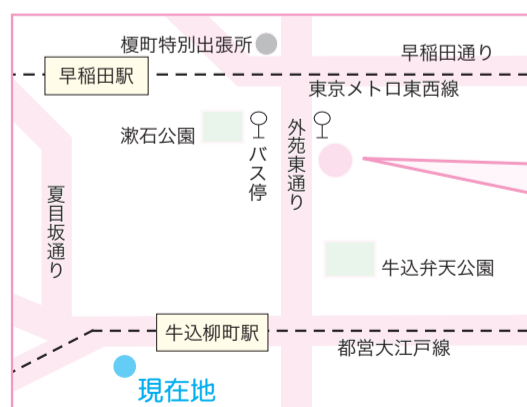 榎町特別出張所
早稲田通り
早稲田駅
東京メトロ東西線
漱石公園
バス停
外苑東通り
夏目坂通り
牛込弁天公園
牛込柳町駅
都営大江戸線
現在地